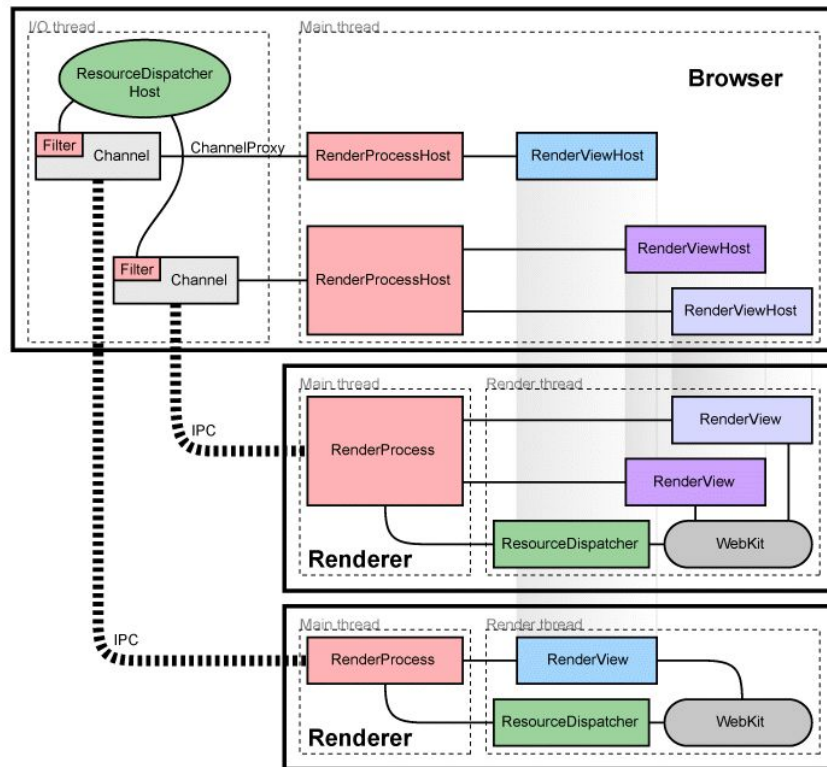 I/O thread
Main thread
ResourceDispatcher
Host
Browser
Filter
Channel
ChannelProxy
RenderProcessHost
RenderViewHost
Filter
Channel
RenderProcessHost
RenderViewHost
RenderViewHost
Main thread
Render thread
IPC
RenderProcess
RenderView
RenderView
ResourceDispatcher
WebKit
Renderer
Main thread
Render thread
IPC
RenderProcess
RenderView
ResourceDispatcher
WebKit
Renderer